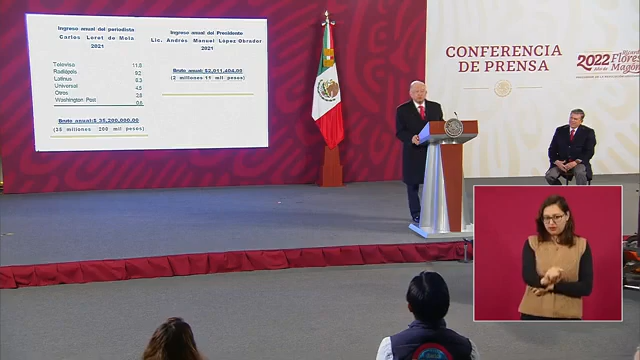 Ingreso anual del periodista
Carlos Loret de Mola
2021
Televisa 11.8
Radiópolis 9.2
Latinus 6.3
Universal 4.5
Otros 2.8
Washington Post 0.6
Bruto anual:$ 35,200,000.00
(35 millones 200 mil pesos)
Ingreso anual del Presidente
Lic. Andrés Manuel López Obrador
2021
Bruto anual:$2,011,404.00
(2 millones 11 mil pesos)
CONFERENCIA
DE PRENSA
2022 Ricardo
Año de Flores
Magón